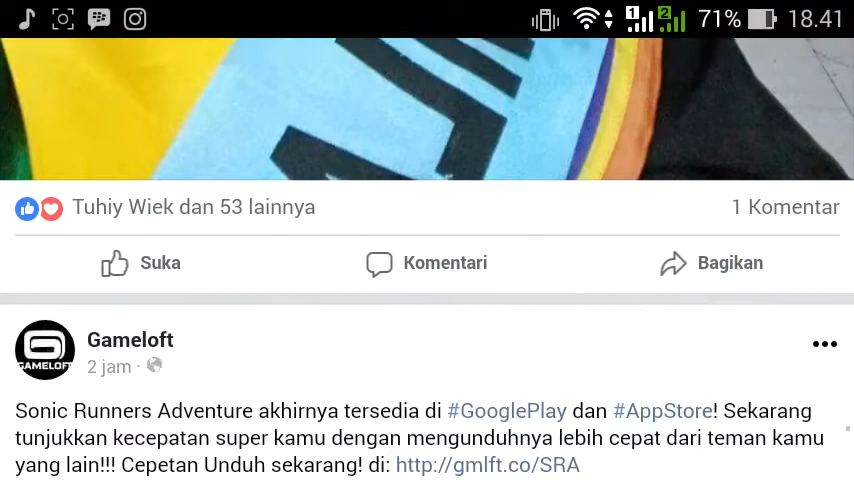 1 2 71% 18.41
Tuhiy Wiek dan 53 lainnya 1 Komentar
Suka Komentari Bagikan
Gameloft
GAMELOFT
2 jam ·
Sonic Runners Adventure akhirnya tersedia di #GooglePlay dan #AppStore! Sekarang
tunjukkan kecepatan super kamu dengan mengunduhnya lebih cepat dari teman kamu
yang lain!!! Cepetan Unduh sekarang! di: http://gmlft.co/SRA